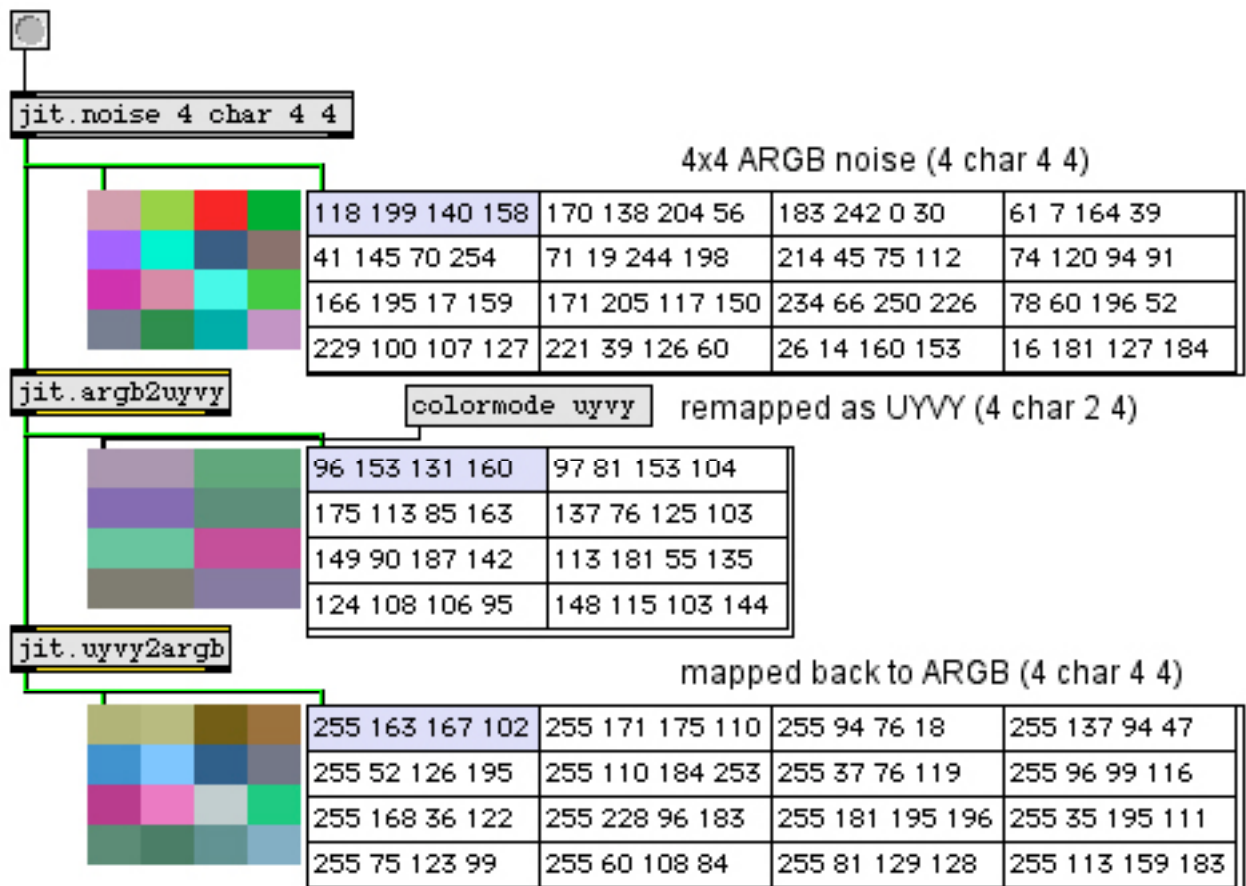 jit.noise 4 char 4 4
4x4 ARGB noise (4 char 4 4)
118 199 140 158 170 138 204 56 183 242 0 30 61 7 164 39
41 145 70 254 71 19 244 198 214 45 75 112 74 120 94 91
166 195 17 159 171 205 117 150 234 66 250 226 78 60 196 52
229 100 107 127 221 39 126 60 26 14 160 153 16 181 127 184
jit.argb2uyvy
colormode uyvy
remapped as UYVY (4 char 2 4)
96 153 131 160 97 81 153 104
175 113 85 163 137 76 125 103
149 90 187 142 113 181 55 135
124 108 106 95 148 115 103 144
jit.uyvy2argb
mapped back to ARGB (4 char 4 4)
255 163 167 102 255 171 175 110 255 94 76 18 255 137 94 47
255 52 126 195 255 110 184 253 255 37 76 119 255 96 99 116
255 168 36 122 255 228 96 183 255 181 195 196 255 35 195 111
255 75 123 99 255 60 108 84 255 81 129 128 255 113 159 183